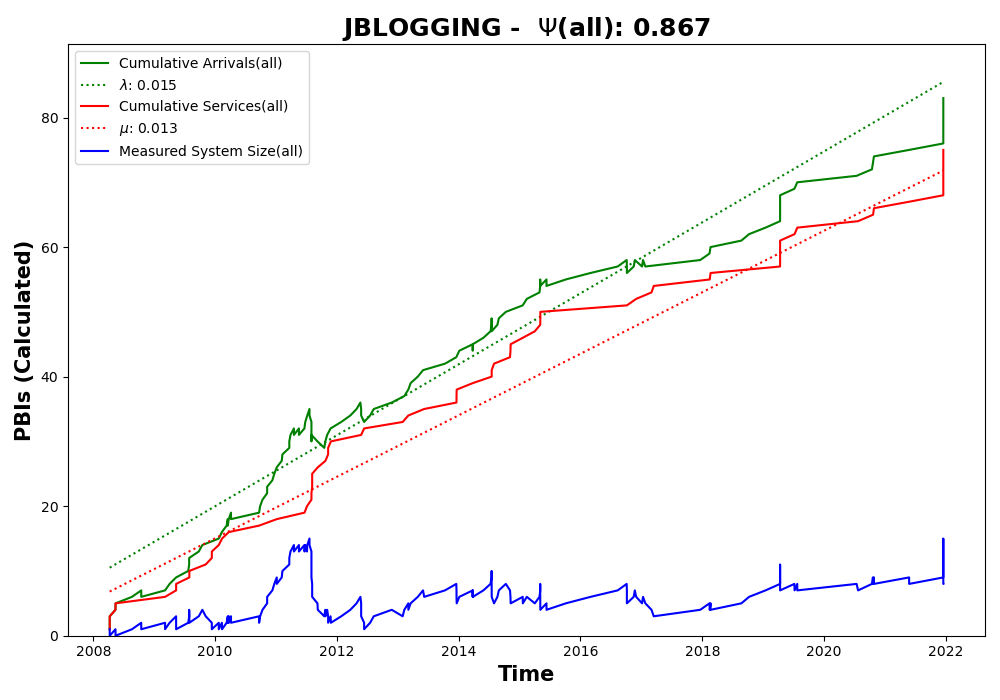 JBLOGGING - Ψ(all): 0.867
Cumulative Arrivals(all)
λ: 0.015
Cumulative Services(all)
μ: 0.013
Measured System Size(all)
PBIs (Calculated)
80
60
40
20
0
2008 2010 2012 2014 2016 2018 2020 2022
Time